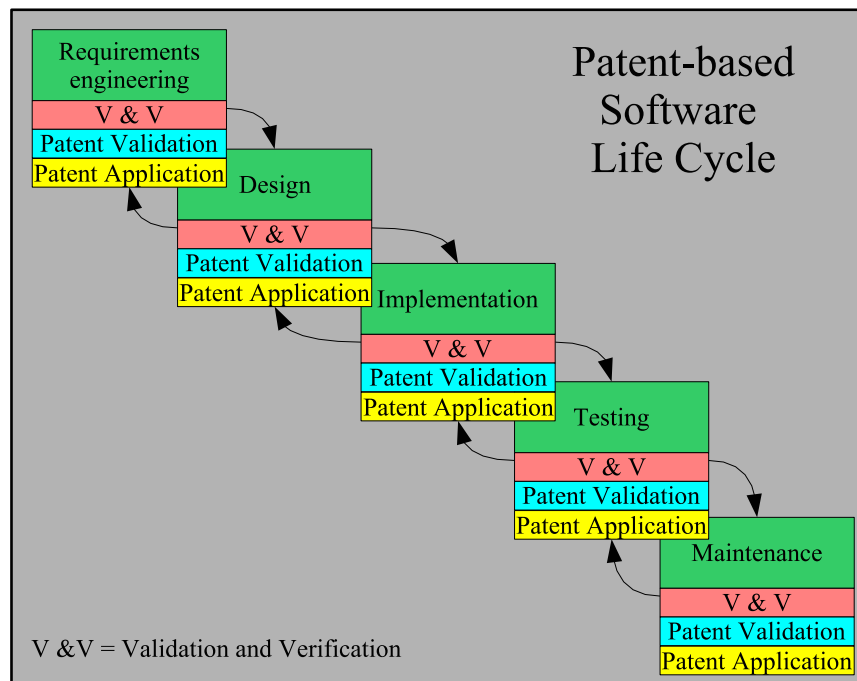 Patent-based
Software
Life Cycle
Requirements
engineering
V & V
Patent Validation
Patent Application
Design
V & V
Patent Validation
Patent Application
Implementation
V & V
Patent Validation
Patent Application
Testing
V & V
Patent Validation
Patent Application
Maintenance
V & V
Patent Validation
Patent Application
V &V = Validation and Verification